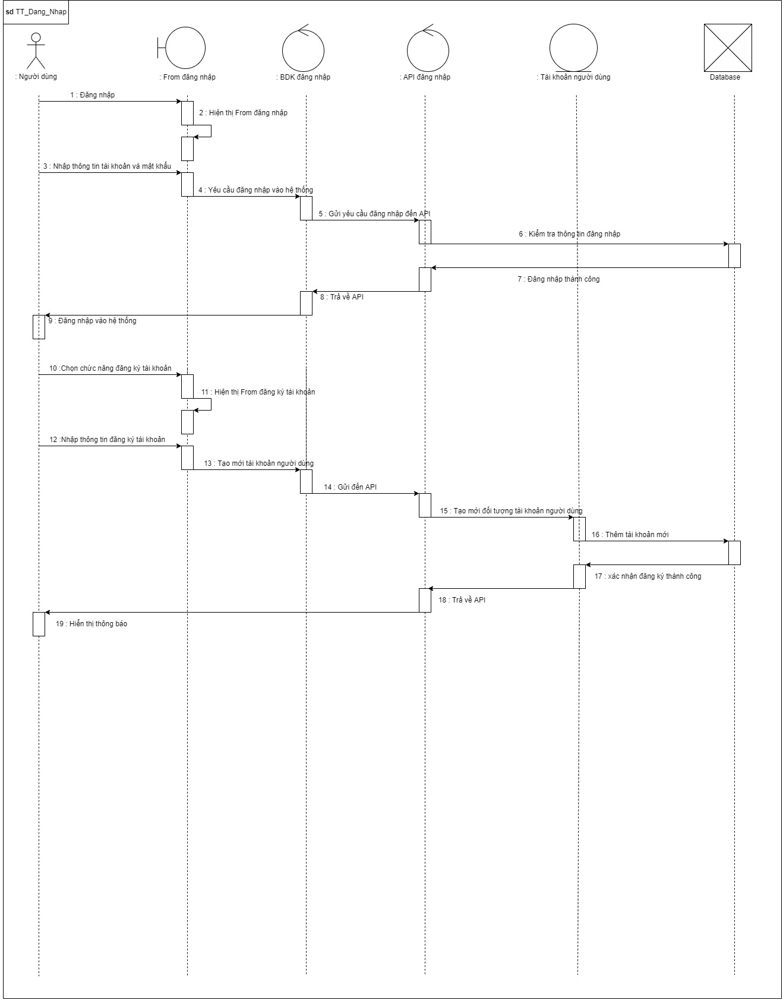 sd TT_Dang_Nhap
: Người dùng
: From đăng nhập
: BDK đăng nhập
: API đăng nhập
: Tài khoản người dùng
Database
1 : Đăng nhập
2 : Hiện thị From đăng nhập
3 : Nhập thông tin tài khoản và mật khẩu
4 : Yêu cầu đăng nhập vào hệ thống
5 : Gửi yêu cầu đăng nhập đến API
6 : Kiểm tra thông tin đăng nhập
7 : Đăng nhập thành công
8 : Trả về API
9 : Đăng nhập vào hệ thống
10 :Chọn chức năng đăng ký tài khoản
11 : Hiện thị From đăng ký tài khoản
12 :Nhập thông tin đăng ký tài khoản
13 : Tạo mới tài khoản người dùng
14 : Gửi đến API
15 : Tạo mới đối tượng tài khoản người dùng
16 : Thêm tài khoản mới
17 : xác nhận đăng ký thành công
18 : Trả về API
19 : Hiển thị thông báo